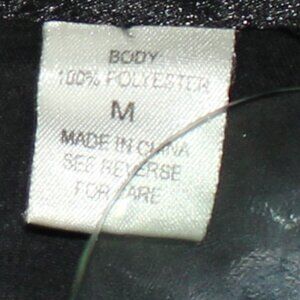 BODY
100% POLYESTER
M
MADE IN CHINA
SEE REVERSE
FOR CARE